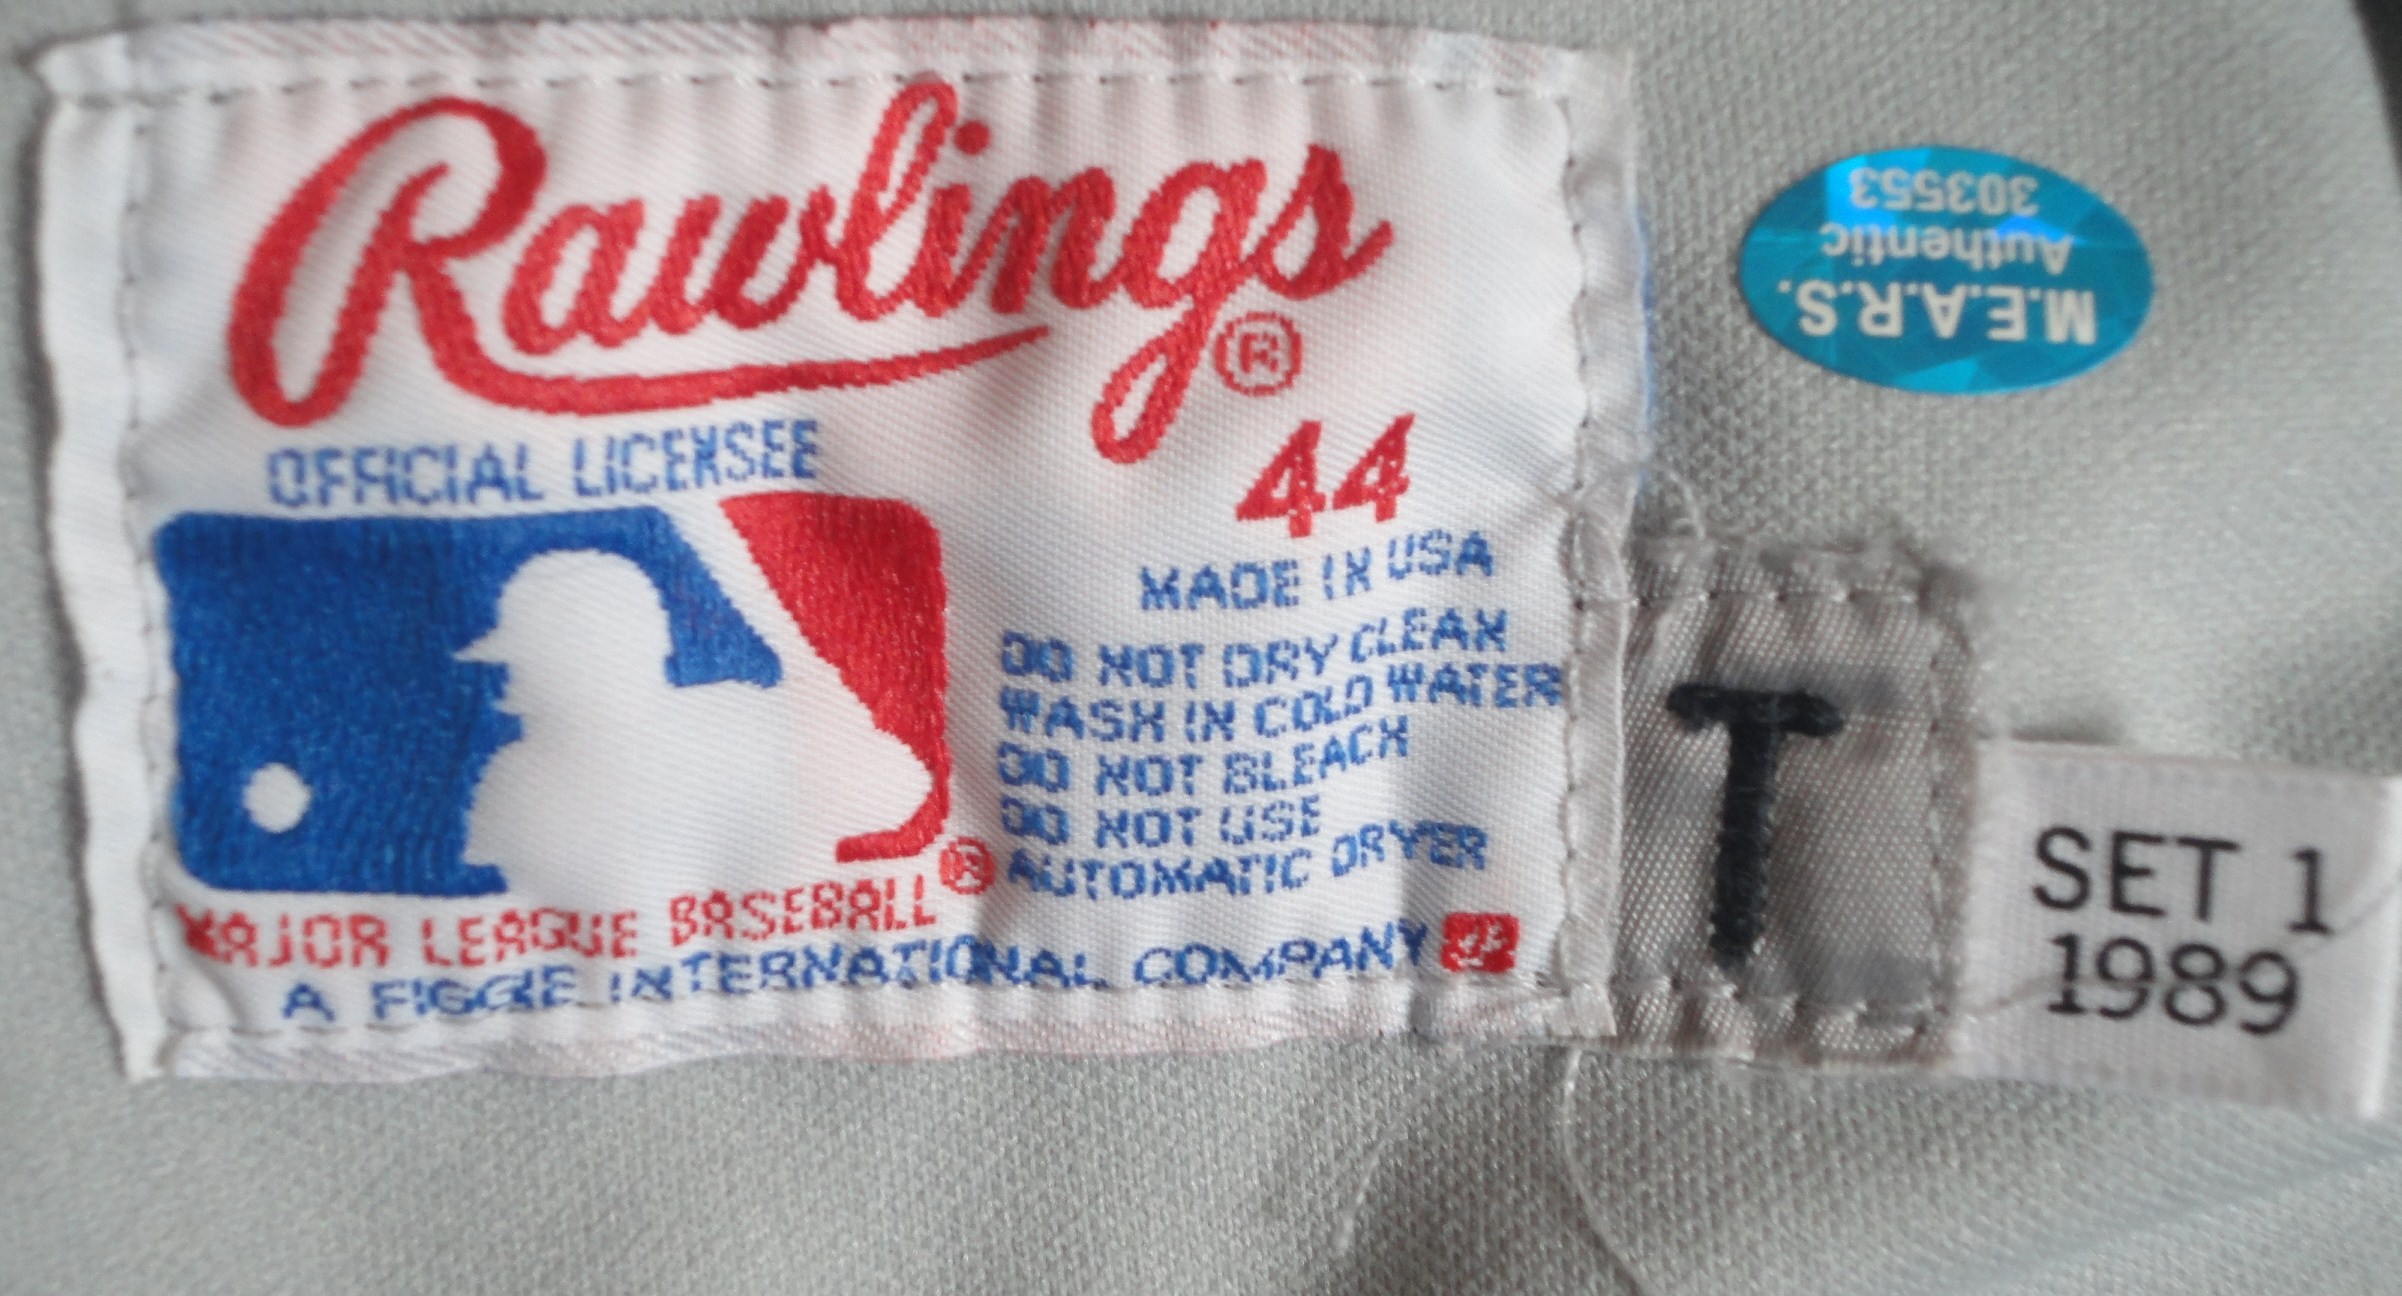 Rawlings®
OFFICIAL LICENSEE
44
MADE IN USA
DO NOT DRY CLEAN
WASH IN COLD WATER
DO NOT BLEACH
DO NOT USE
AUTOMATIC DRYER
MAJOR LEAGUE BASEBALL®
A FIGGIE INTERNATIONAL COMPANY
T
SET 1
1989
M.E.A.R.S.
Authentic
303553